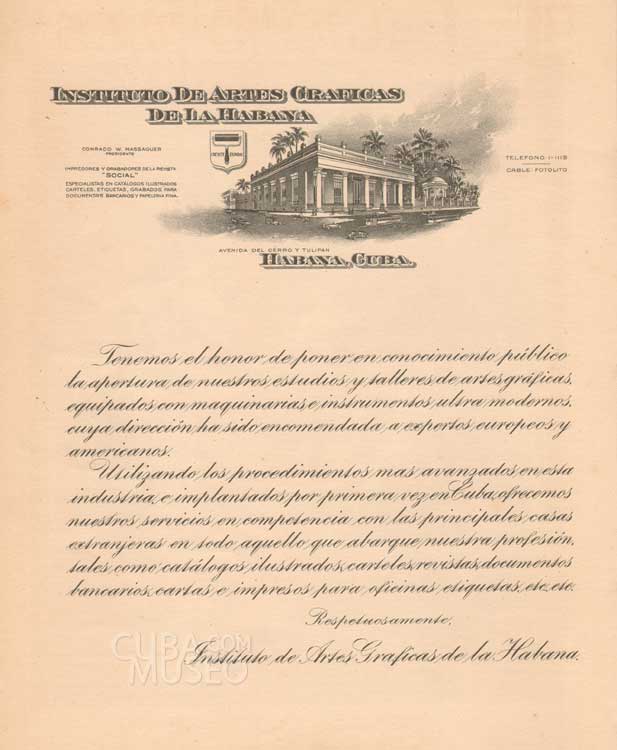 INSTITUTO DE ARTES GRAFICAS
DE LA HABANA
CONRADO W. MASSAGUER
PRESIDENTE
IMPRESORES Y GRABADORES DE LA REVISTA
"SOCIAL"
ESPECIALISTAS EN CATÁLOGOS ILUSTRADOS
CARTELES, ETIQUETAS, GRABADOS PARA
DOCUMENTOS BANCARIOS Y PAPELERIA FINA.
TELEFONO I-1119
CABLE: FOTOLITO
AVENIDA DEL CERRO Y TULIPAN
HABANA, CUBA.
Tenemos el honor de poner en conocimiento público
la apertura de nuestros estudios y talleres de artes gráficas,
equipados con maquinarias e instrumentos ultra modernos,
cuya dirección ha sido encomendada a expertos europeos y
americanos.
Utilizando los procedimientos mas avanzados en esta
industria, e implantados por primera vez en Cuba, ofrecemos
nuestros servicios en competencia con las principales casas
extranjeras en todo aquello que abarque nuestra profesión,
tales como catálogos ilustrados, carteles, revistas, documentos
bancarios, cartas e impresos para oficinas, etiquetas, etc. etc.
Respetuosamente,
Instituto de Artes Graficas de la Habana.
CUBA.COM
MUSEO